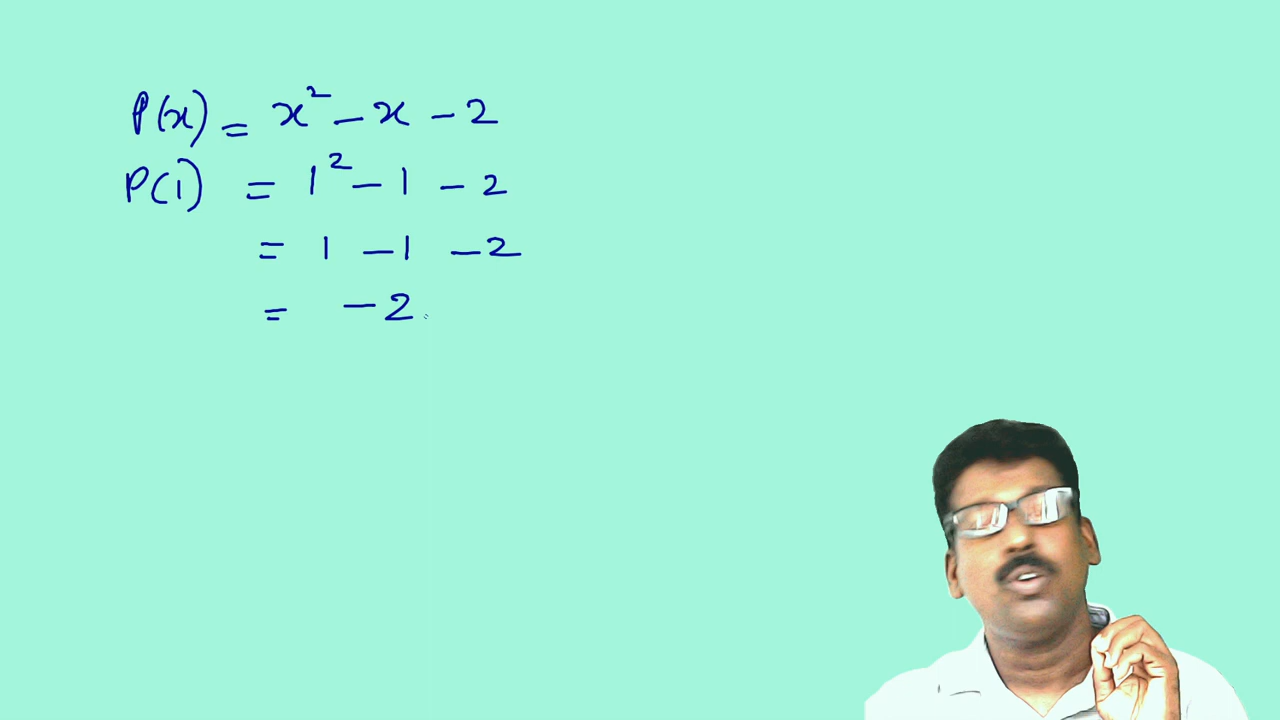 P(x) = x² - x - 2
P(1) = 1² - 1 - 2
= 1 - 1 - 2
= - 2